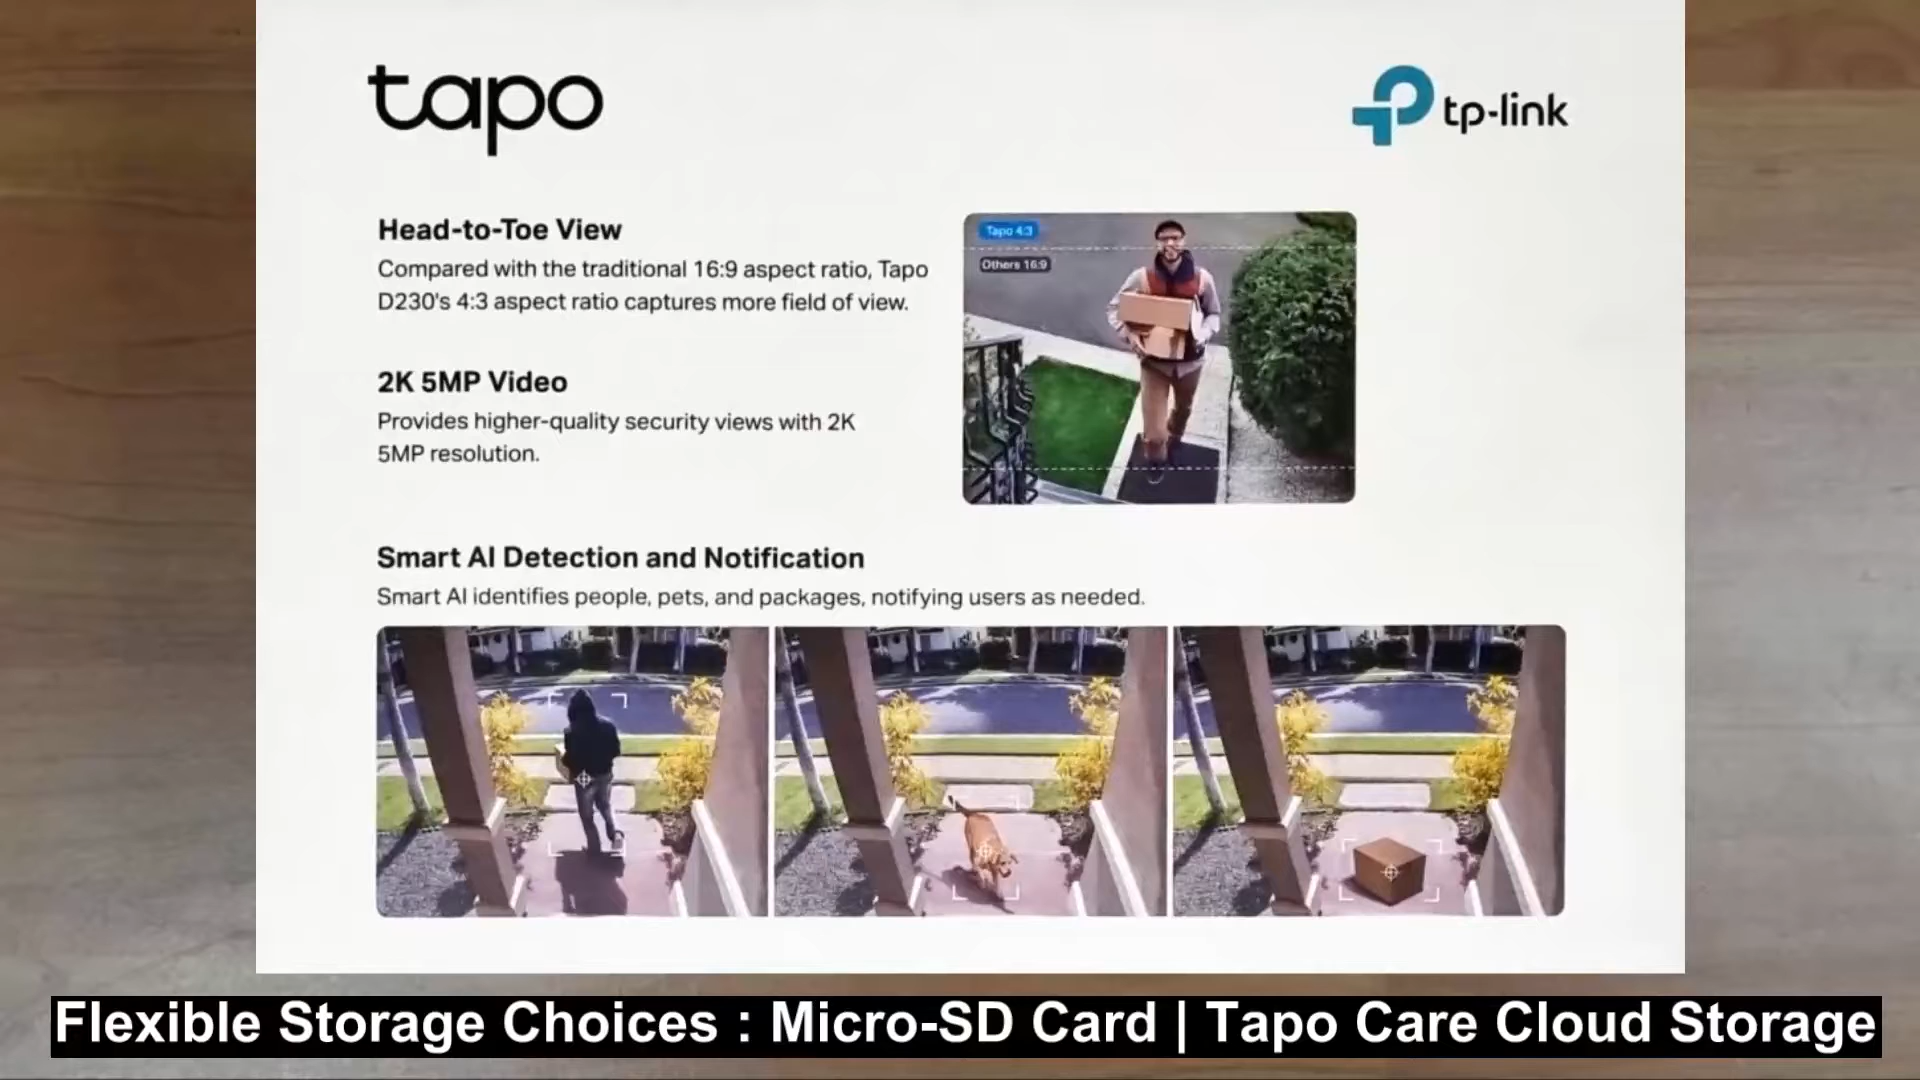 tapo
tp-link
Head-to-Toe View
Compared with the traditional 16:9 aspect ratio, Tapo
D230's 4:3 aspect ratio captures more field of view.
Tapo 4:3
Others 16:9
2K 5MP Video
Provides higher-quality security views with 2K
5MP resolution.
Smart AI Detection and Notification
Smart AI identifies people, pets, and packages, notifying users as needed.
Flexible Storage Choices : Micro-SD Card | Tapo Care Cloud Storage